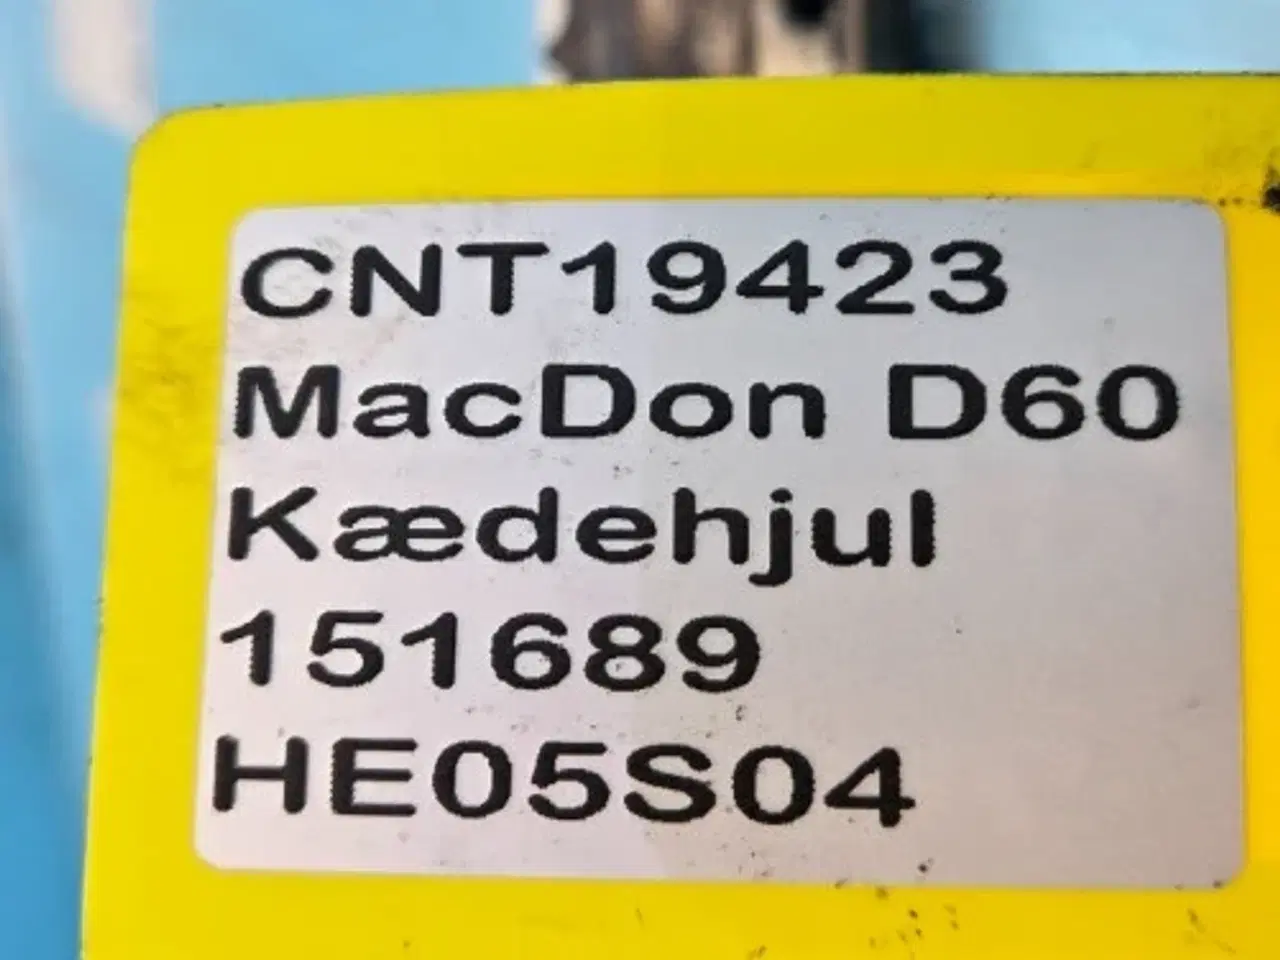 CNT19423
MacDon D60
Kædehjul
151689
HE05S04